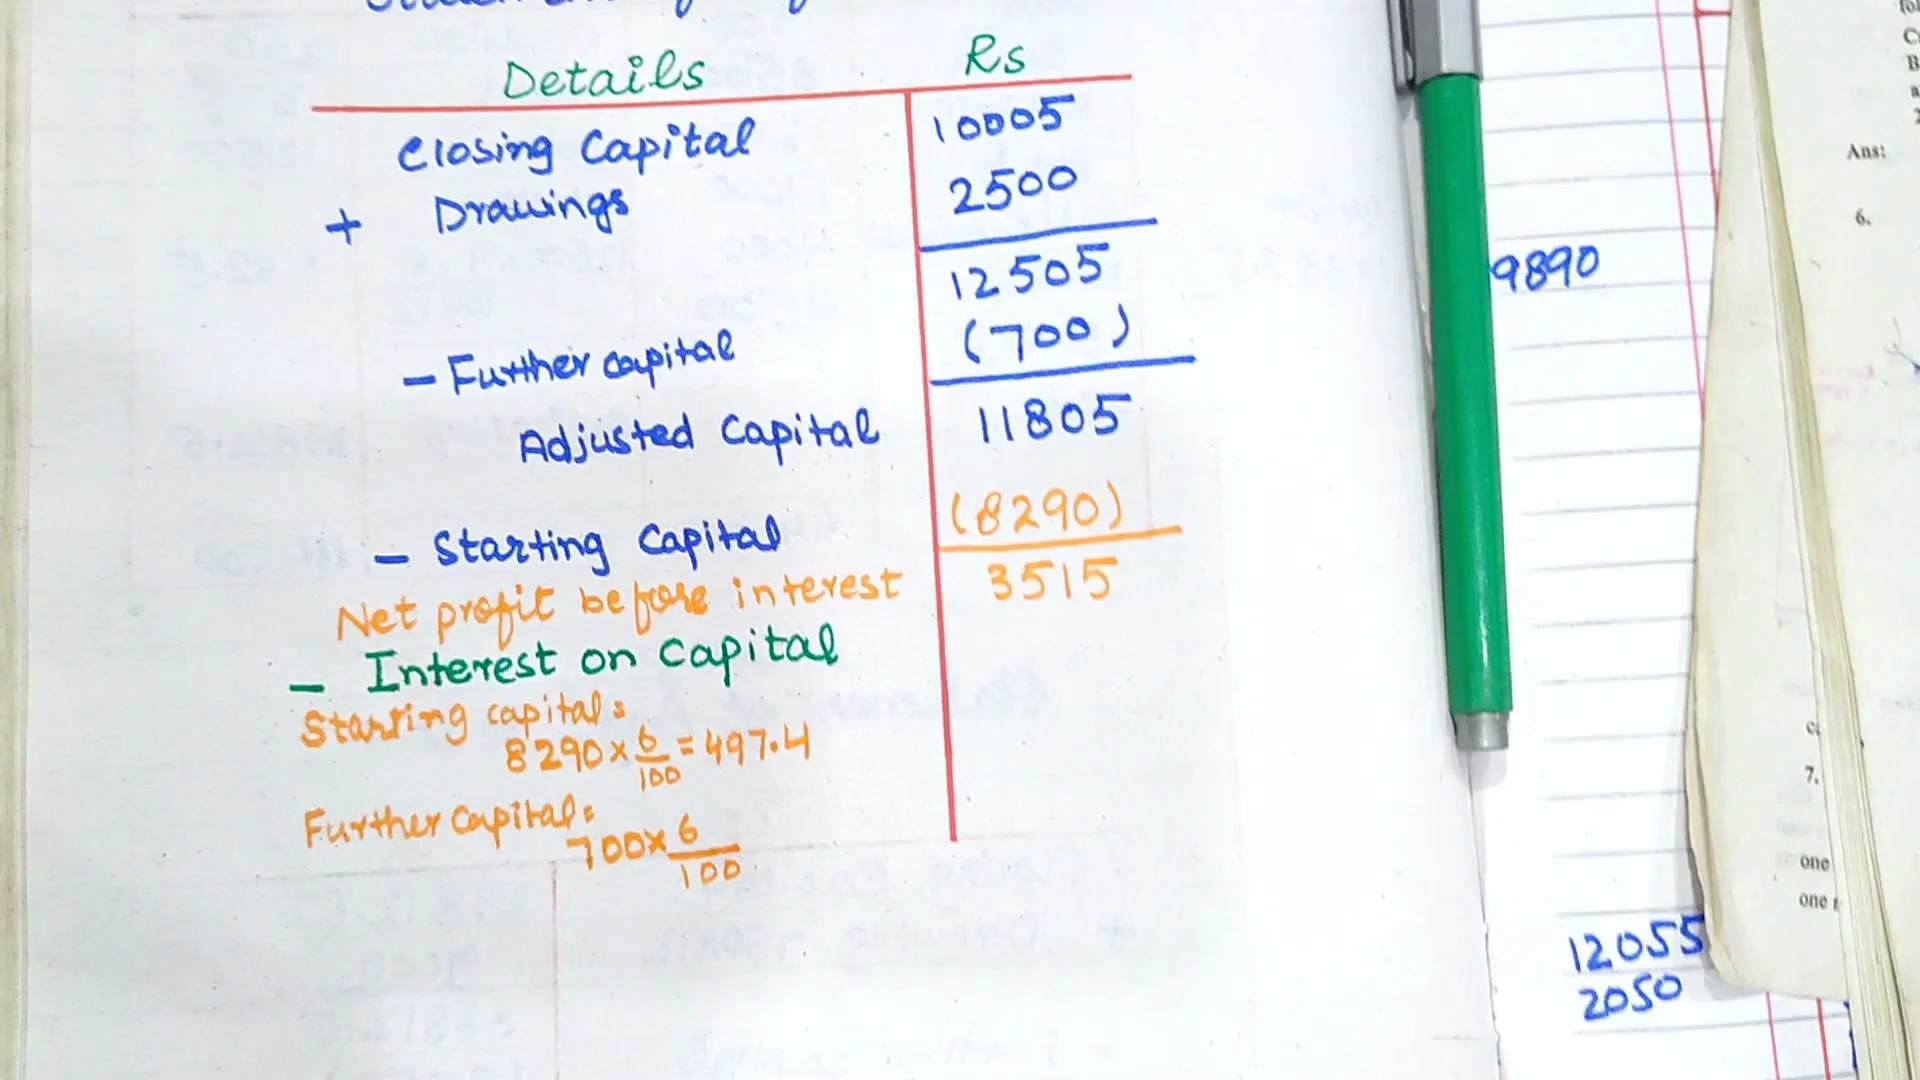 Details Rs
Closing Capital 10005
+ Drawings 2500
12505
- Further capital (700)
Adjusted Capital 11805
- Starting Capital (8290)
Net profit before interest 3515
- Interest on Capital
Starting capital:
8290 × 6/100 = 497.4
Further Capital:
700 × 6/100
9890
12055
2050
Ans:
6.
7.
one
one